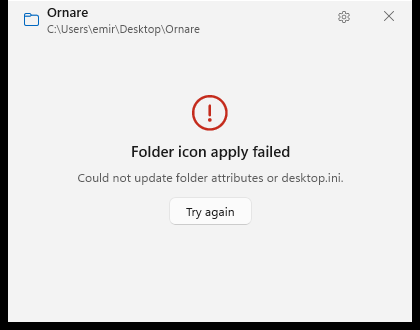 Ornare
C:\Users\emir\Desktop\Ornare
Folder icon apply failed
Could not update folder attributes or desktop.ini.
Try again